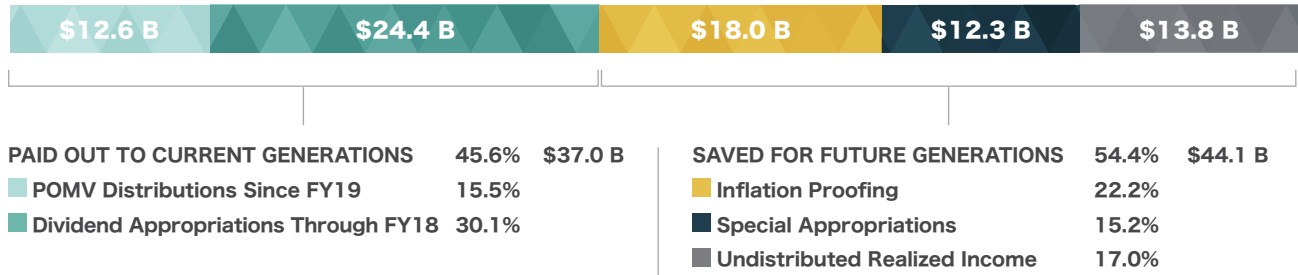 $12.6 B $24.4 B $18.0 B $12.3 B $13.8 B
PAID OUT TO CURRENT GENERATIONS 45.6% $37.0 B
POMV Distributions Since FY19 15.5%
Dividend Appropriations Through FY18 30.1%
SAVED FOR FUTURE GENERATIONS 54.4% $44.1 B
Inflation Proofing 22.2%
Special Appropriations 15.2%
Undistributed Realized Income 17.0%